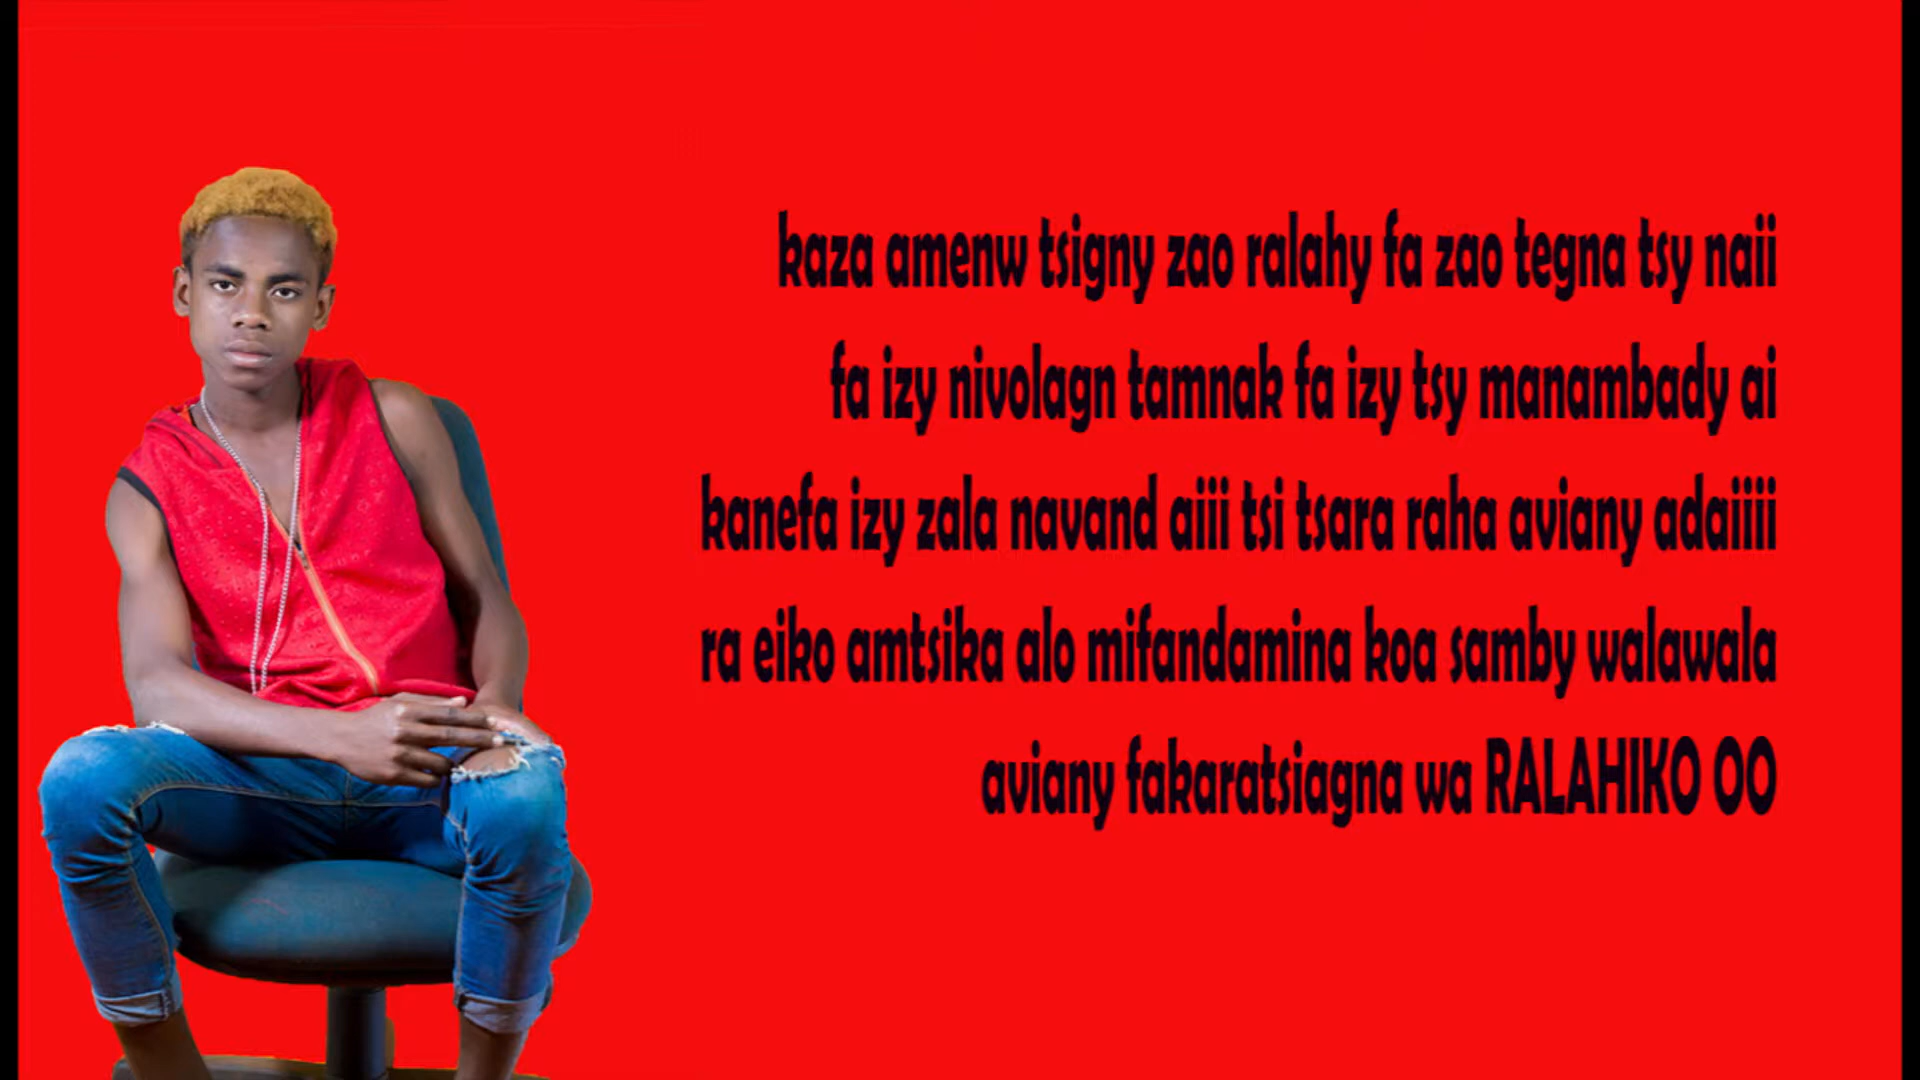 kaza amenw tsigny zao ralahy fa zao tegna tsy naii
fa izy nivolagn tamnak fa izy tsy manambady ai
kanefa izy zala navand aiii tsi tsara raha aviany adaiiii
ra eiko amtsika alo mifandamina koa samby walawala
aviany fakaratsiagna wa RALAHIKO OO